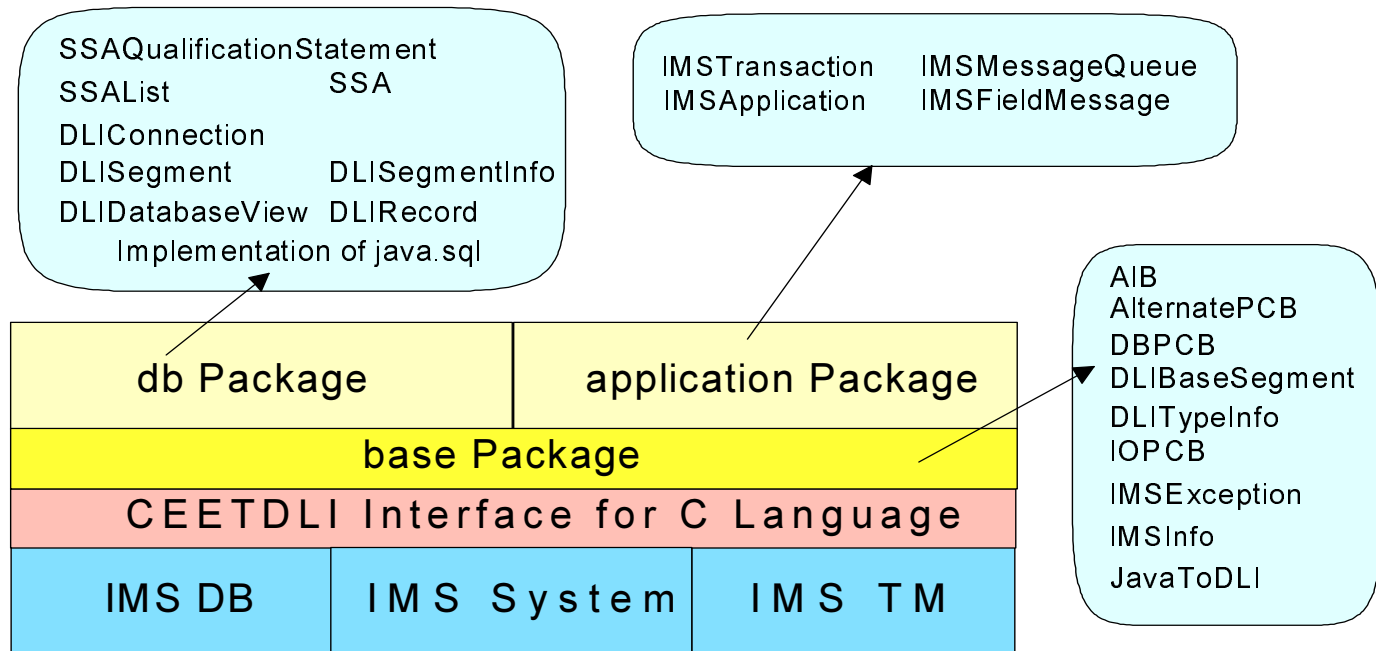 SSAQualificationStatement
SSAList SSA
DLIConnection
DLISegment DLISegmentInfo
DLIDatabaseView DLIRecord
Implementation of java.sql
IMSTransaction IMSMessageQueue
IMSApplication IMSFieldMessage
AIB
AlternatePCB
DBPCB
DLIBaseSegment
DLITypeInfo
IOPCB
IMSException
IMSInfo
JavaToDLI
db Package application Package
base Package
CEETDLI Interface for C Language
IMS DB IMS System IMS TM